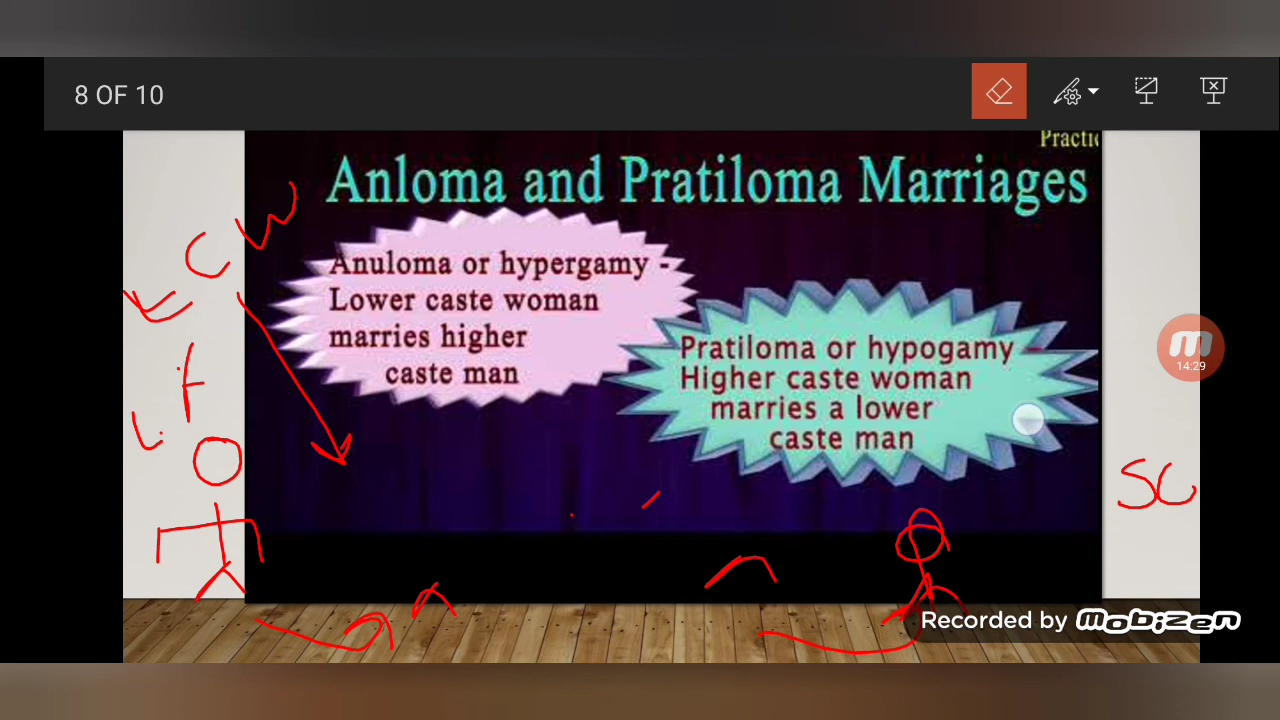 8 OF 10
Anloma and Pratiloma Marriages
Anuloma or hypergamy -
Lower caste woman
marries higher
caste man
Pratiloma or hypogamy
Higher caste woman
marries a lower
caste man
SC
14:29
Recorded by mobizen